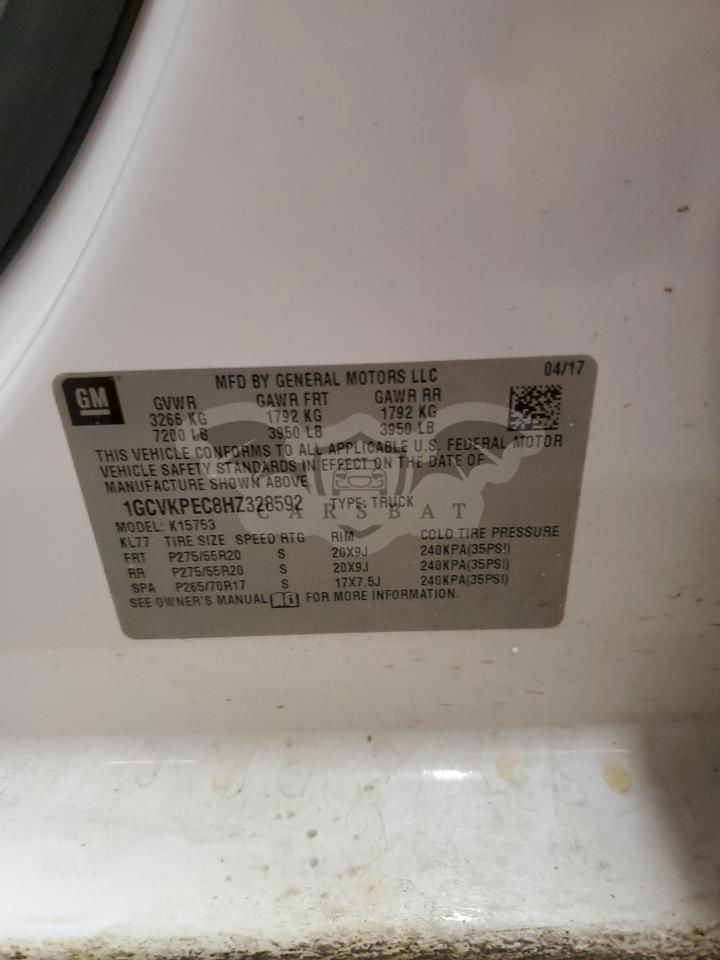 GM
MFD BY GENERAL MOTORS LLC
04/17
GVWR GAWR FRT GAWR RR
3266 KG 1792 KG 1792 KG
7200 LB 3950 LB 3950 LB
THIS VEHICLE CONFORMS TO ALL APPLICABLE U.S. FEDERAL MOTOR
VEHICLE SAFETY STANDARDS IN EFFECT ON THE DATE OF
MANUFACTURE SHOWN ABOVE.
1GCVKPEC8HZ328592 TYPE: TRUCK
CARSBAT
MODEL: K15753
KL77 TIRE SIZE SPEED RTG RIM COLD TIRE PRESSURE
FRT P275/55R20 S 20X9J 240KPA(35PSI)
RR P275/55R20 S 20X9J 240KPA(35PSI)
SPA P265/70R17 S 17X7.5J 240KPA(35PSI)
SEE OWNER'S MANUAL FOR MORE INFORMATION.